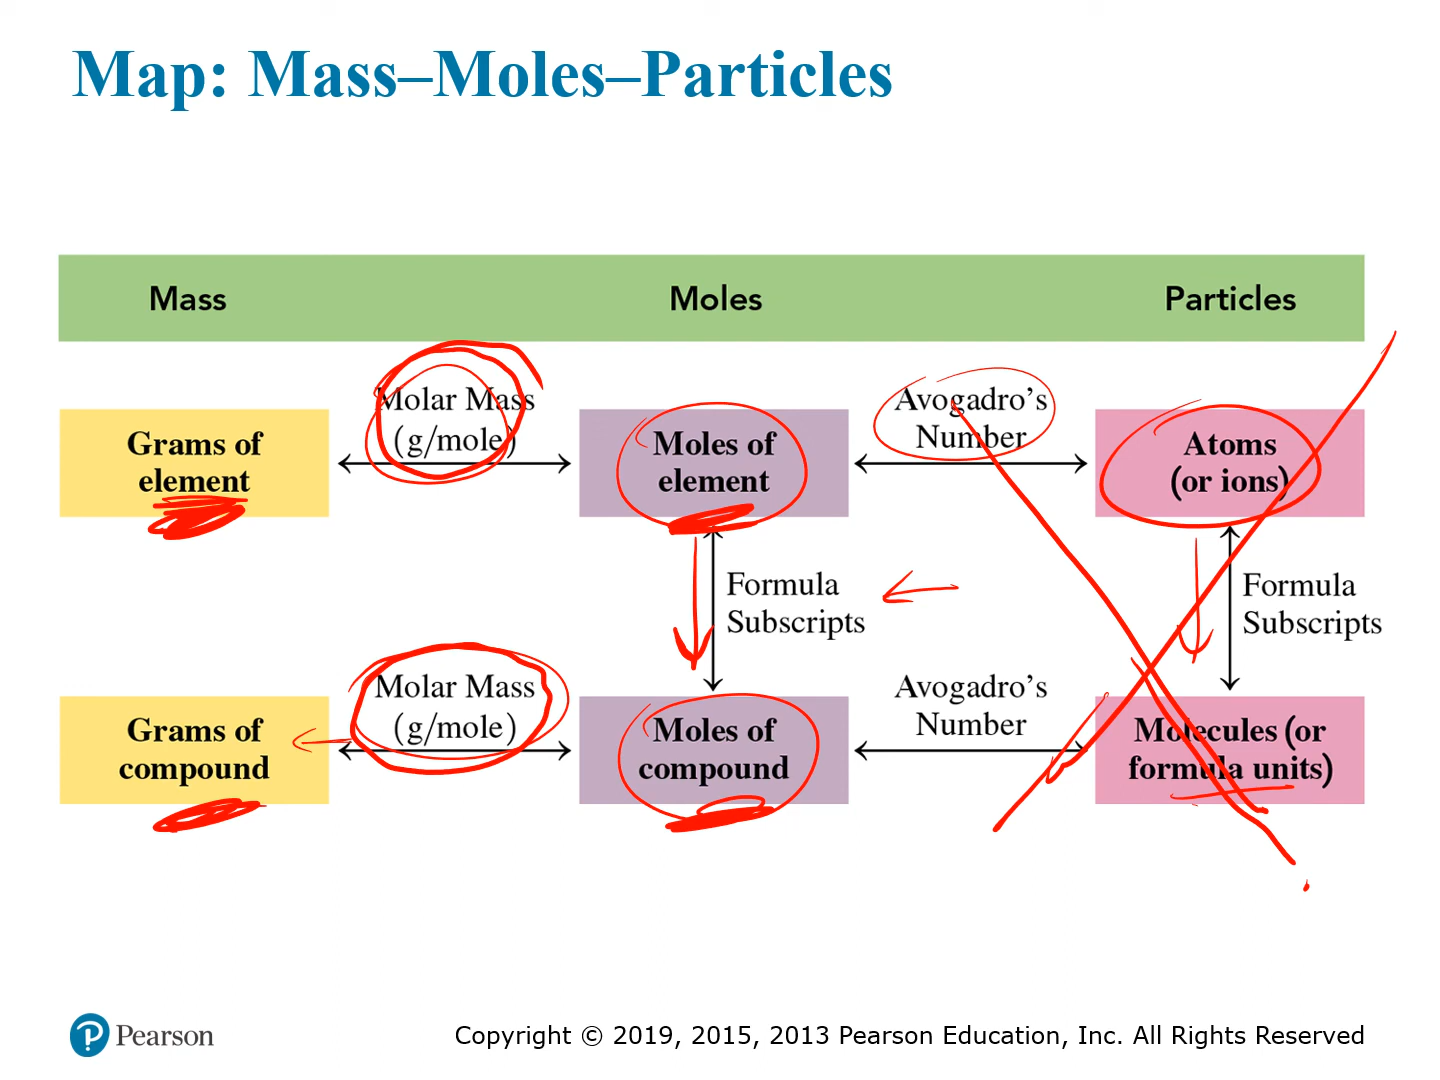 Map: Mass–Moles–Particles
Mass
Moles
Particles
Grams of
element
Molar Mass
(g/mole)
Moles of
element
Avogadro's
Number
Atoms
(or ions)
Formula
Subscripts
Formula
Subscripts
Grams of
compound
Molar Mass
(g/mole)
Moles of
compound
Avogadro's
Number
Molecules (or
formula units)
Pearson
Copyright © 2019, 2015, 2013 Pearson Education, Inc. All Rights Reserved